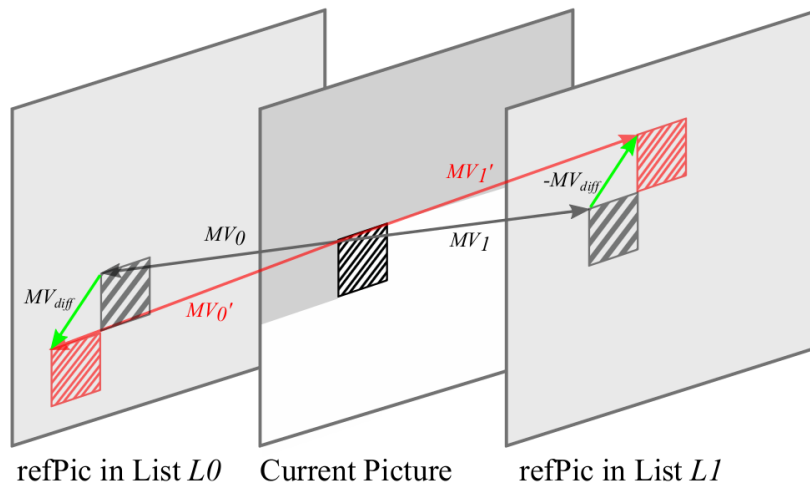 MV1'
-MVdiff
MV0
MV1
MVdiff
MV0'
refPic in List L0
Current Picture
refPic in List L1